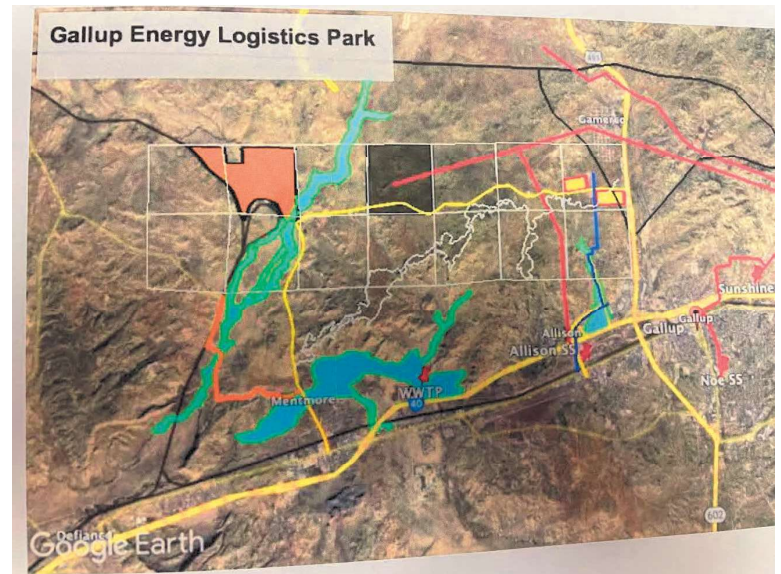 Gallup Energy Logistics Park
491
Gamerco
Sunshine
Gallup
Gallup
Allison
Allison SS
Noe SS
WWTP
40
Mentmore
602
Defiance
Google Earth